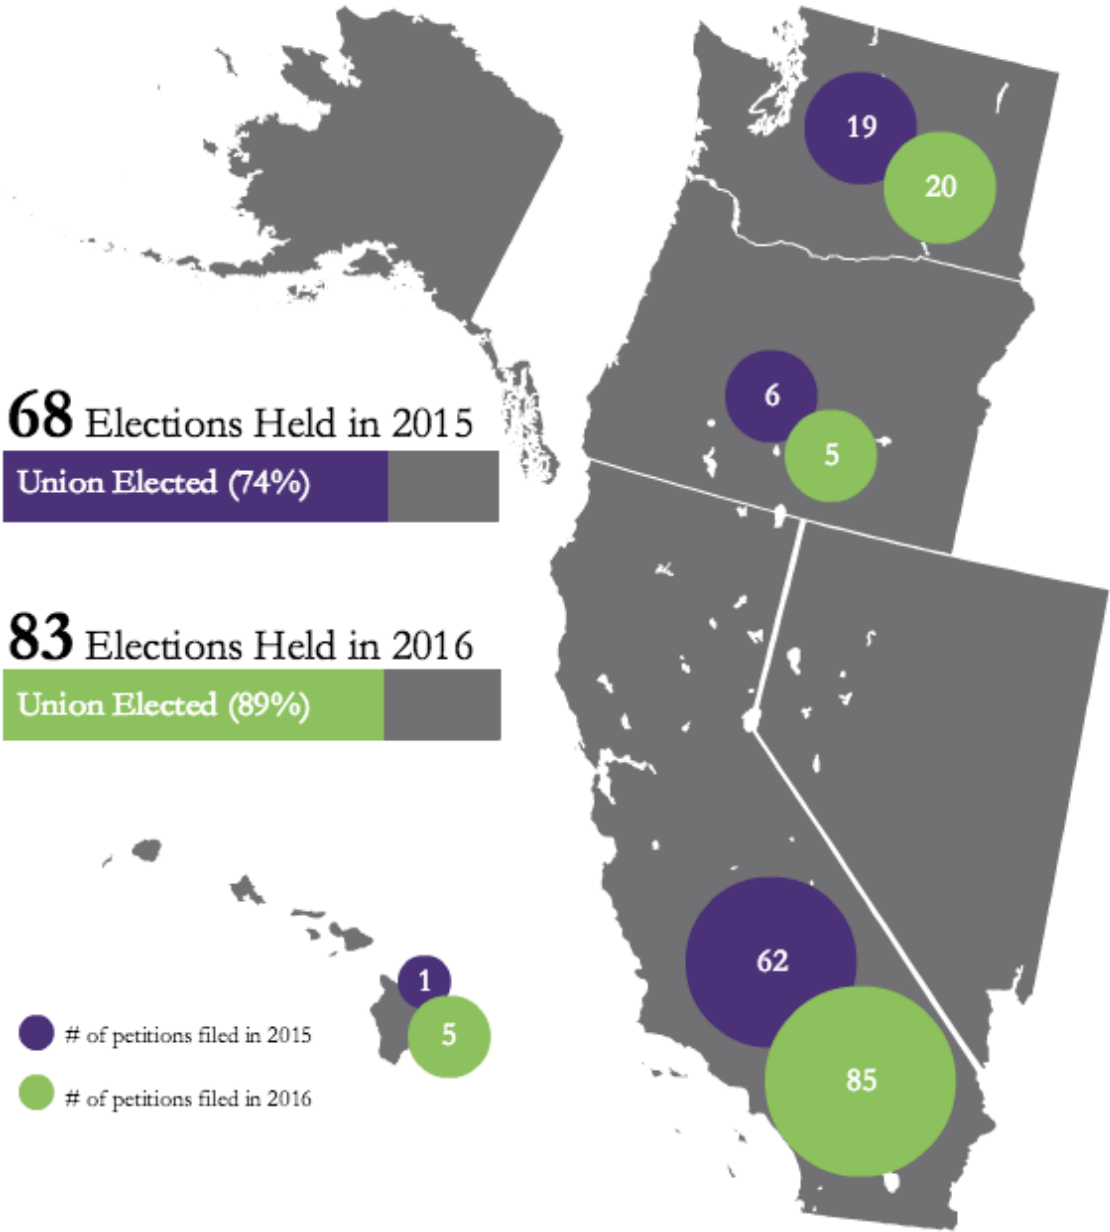 19
20
6
5
68 Elections Held in 2015
Union Elected (74%)
83 Elections Held in 2016
Union Elected (89%)
62
85
1
5
# of petitions filed in 2015
# of petitions filed in 2016